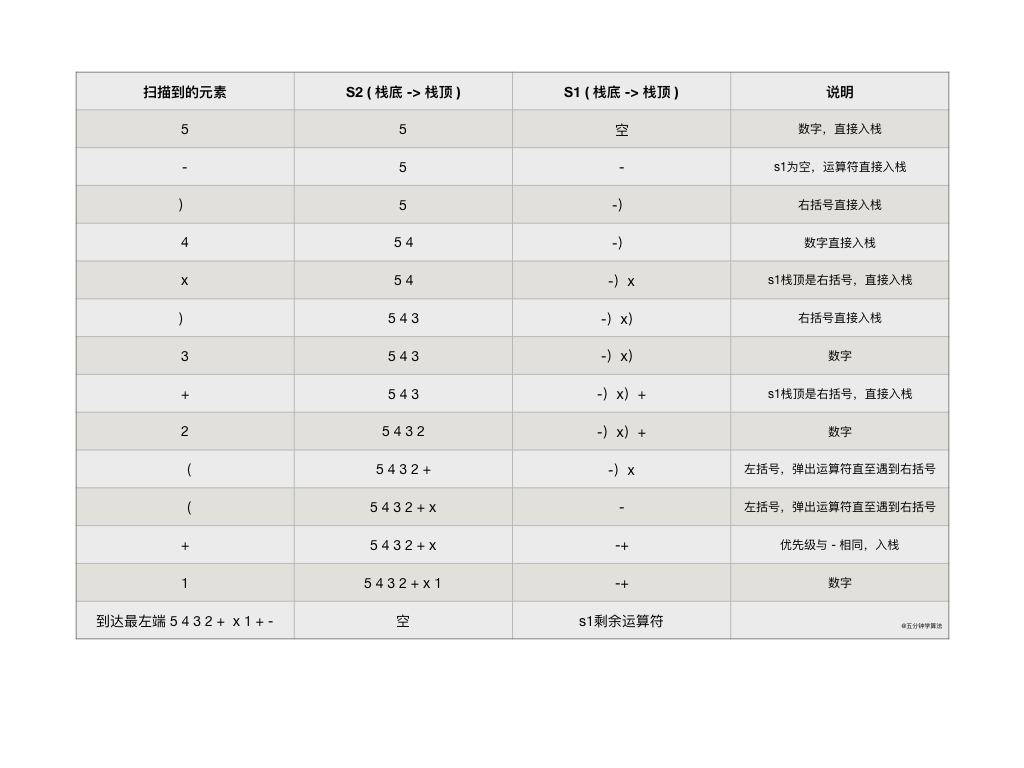 扫描到的元素 S2 ( 栈底 -> 栈顶 ) S1 ( 栈底 -> 栈顶 ) 说明
5 5 空 数字，直接入栈
- 5 - s1为空，运算符直接入栈
） 5 -） 右括号直接入栈
4 5 4 -） 数字直接入栈
x 5 4 -） x s1栈顶是右括号，直接入栈
） 5 4 3 -） x） 右括号直接入栈
3 5 4 3 -） x） 数字
+ 5 4 3 -） x） + s1栈顶是右括号，直接入栈
2 5 4 3 2 -） x） + 数字
（ 5 4 3 2 + -） x 左括号，弹出运算符直至遇到右括号
（ 5 4 3 2 + x - 左括号，弹出运算符直至遇到右括号
+ 5 4 3 2 + x -+ 优先级与 - 相同，入栈
1 5 4 3 2 + x 1 -+ 数字
到达最左端 5 4 3 2 + x 1 + - 空 s1剩余运算符
@五分钟学算法